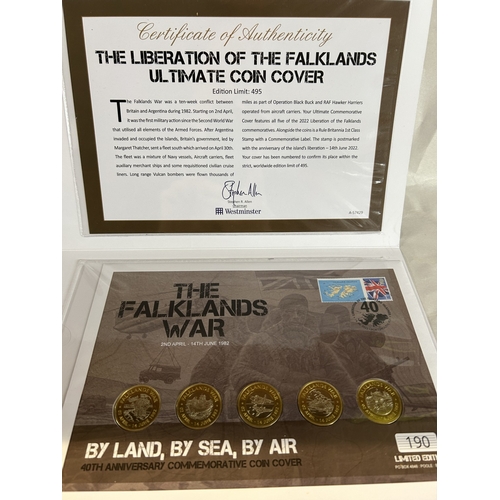 Certificate of Authenticity
THE LIBERATION OF THE FALKLANDS
ULTIMATE COIN COVER
Edition Limit: 495
The Falklands War was a ten-week conflict between
Britain and Argentina during 1982. Starting on 2nd April,
it was the first military action since the Second World War
that utilised all elements of the Armed Forces. After Argentina
invaded and occupied the Islands, Britain's government, led by
Margaret Thatcher, sent a fleet south which arrived on April 30th.
The fleet was a mixture of Navy vessels, Aircraft carriers, fleet
auxiliary merchant ships and some requisitioned civilian cruise
liners. Long range Vulcan bombers were flown thousands of
miles as part of Operation Black Buck and RAF Hawker Harriers
operated from aircraft carriers. Your Ultimate Commemorative
Cover features all five of the 2022 Liberation of the Falklands
commemoratives. Alongside the coins is a Rule Britannia 1st Class
Stamp with a Commemorative Label. The stamp is postmarked
with the anniversary of the island's liberation – 14th June 2022.
Your cover has been numbered to confirm its place within the
strict, worldwide edition limit of 495.
Stephen R. Allen
Chairman
Westminster
THE
FALKLANDS
WAR
2ND APRIL - 14TH JUNE 1982
40
BY LAND, BY SEA, BY AIR
40TH ANNIVERSARY COMMEMORATIVE COIN COVER
190
LIMITED EDITI